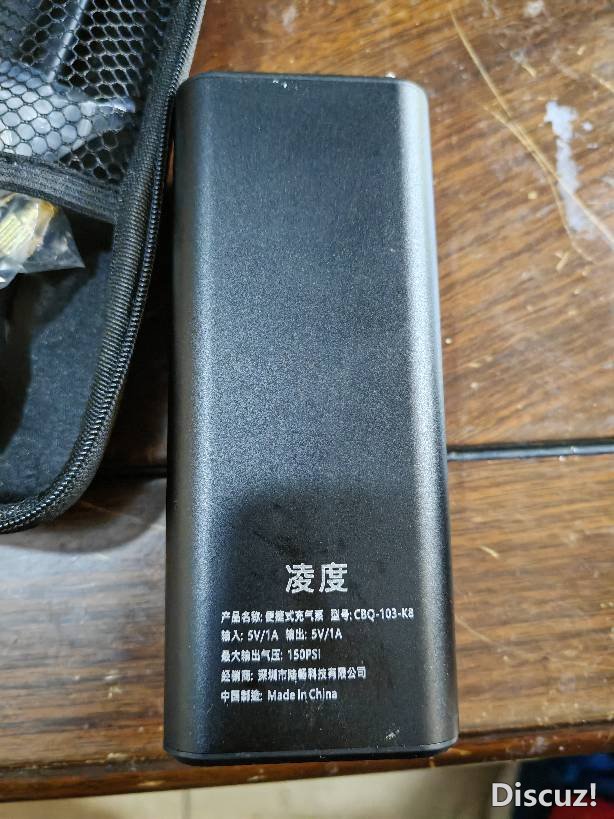 凌度
产品名称: 便携式充气泵 型号: CBQ-103-K8
输入: 5V/1A 输出: 5V/1A
最大输出气压: 150PSI
经销商: 深圳市陆畅科技有限公司
中国制造: Made In China
Discuz!